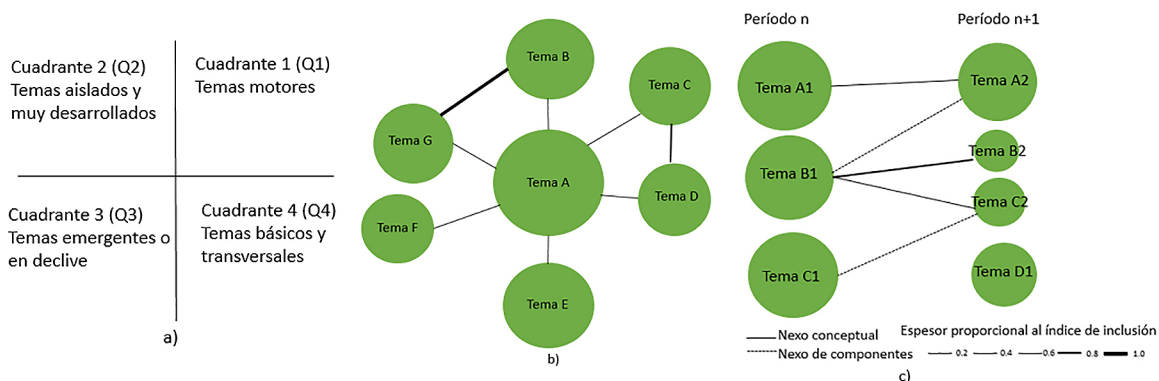 Cuadrante 2 (Q2)
Temas aislados y
muy desarrollados
Cuadrante 1 (Q1)
Temas motores
Cuadrante 3 (Q3)
Temas emergentes o
en declive
Cuadrante 4 (Q4)
Temas básicos y
transversales
a)
Tema B
Tema C
Tema G
Tema A
Tema D
Tema F
Tema E
b)
Período n
Período n+1
Tema A1
Tema A2
Tema B1
Tema B2
Tema C2
Tema C1
Tema D1
Nexo conceptual
Nexo de componentes
Espesor proporcional al índice de inclusión
0.2 0.4 0.6 0.8 1.0
c)